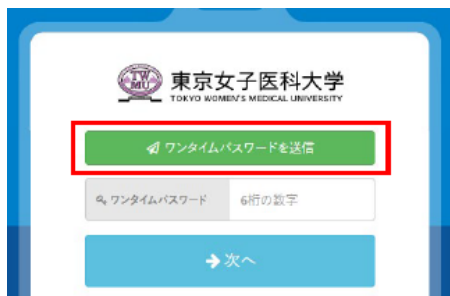 TWMU
東京女子医科大学
TOKYO WOMEN'S MEDICAL UNIVERSITY
ワンタイムパスワードを送信
ワンタイムパスワード 6桁の数字
次へ